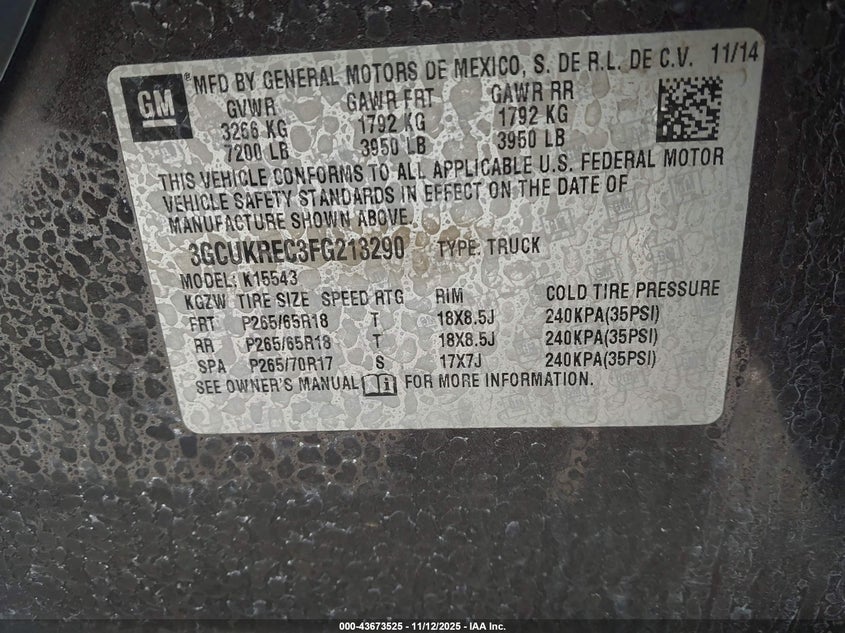 GM
® MFD BY GENERAL MOTORS DE MEXICO, S. DE R.L. DE C.V. 11/14
GVWR GAWR FRT GAWR RR
3266 KG 1792 KG 1792 KG
7200 LB 3950 LB 3950 LB
THIS VEHICLE CONFORMS TO ALL APPLICABLE U.S. FEDERAL MOTOR
VEHICLE SAFETY STANDARDS IN EFFECT ON THE DATE OF
MANUFACTURE SHOWN ABOVE.
3GCUKREC3FG213290 TYPE: TRUCK
MODEL: K15543
KGZW TIRE SIZE SPEED RTG RIM COLD TIRE PRESSURE
FRT P265/65R18 T 18X8.5J 240KPA(35PSI)
RR P265/65R18 T 18X8.5J 240KPA(35PSI)
SPA P265/70R17 S 17X7J 240KPA(35PSI)
SEE OWNER'S MANUAL FOR MORE INFORMATION.
000-43673525 - 11/12/2025 - IAA Inc.